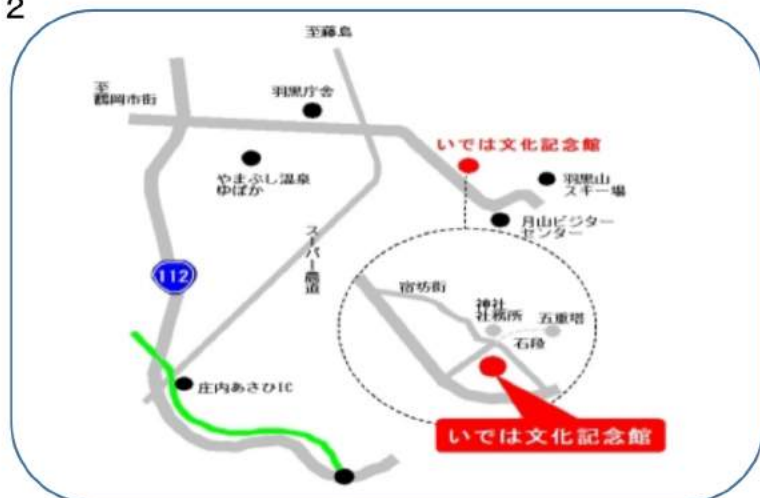 2
至藤島
至
鶴岡市街
羽黒庁舎
いでは文化記念館
やまぶし温泉
ゆぽか
羽黒山
スキー場
月山ビジター
センター
スーパー農道
112
宿坊街
神社
社務所
五重塔
石段
庄内あさひIC
いでは文化記念館